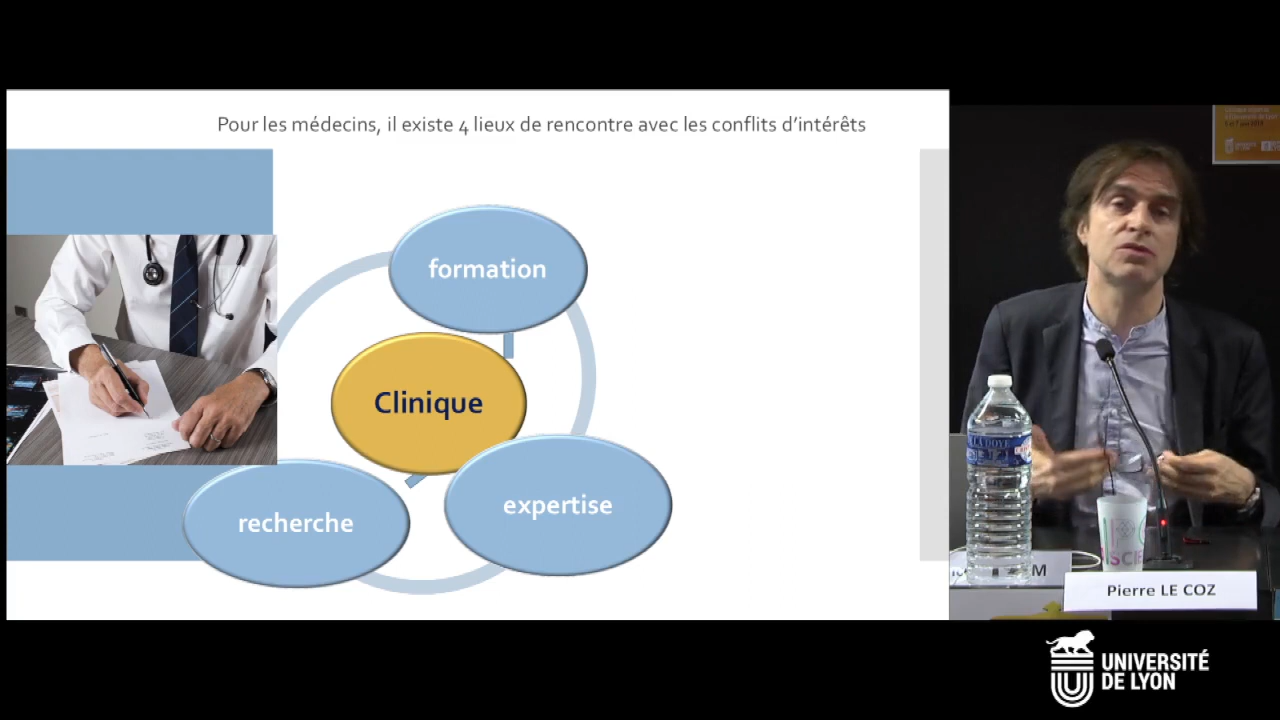 Pour les médecins, il existe 4 lieux de rencontre avec les conflits d'intérêts
formation
Clinique
expertise
recherche
Pierre LE COZ
UNIVERSITÉ
DE LYON